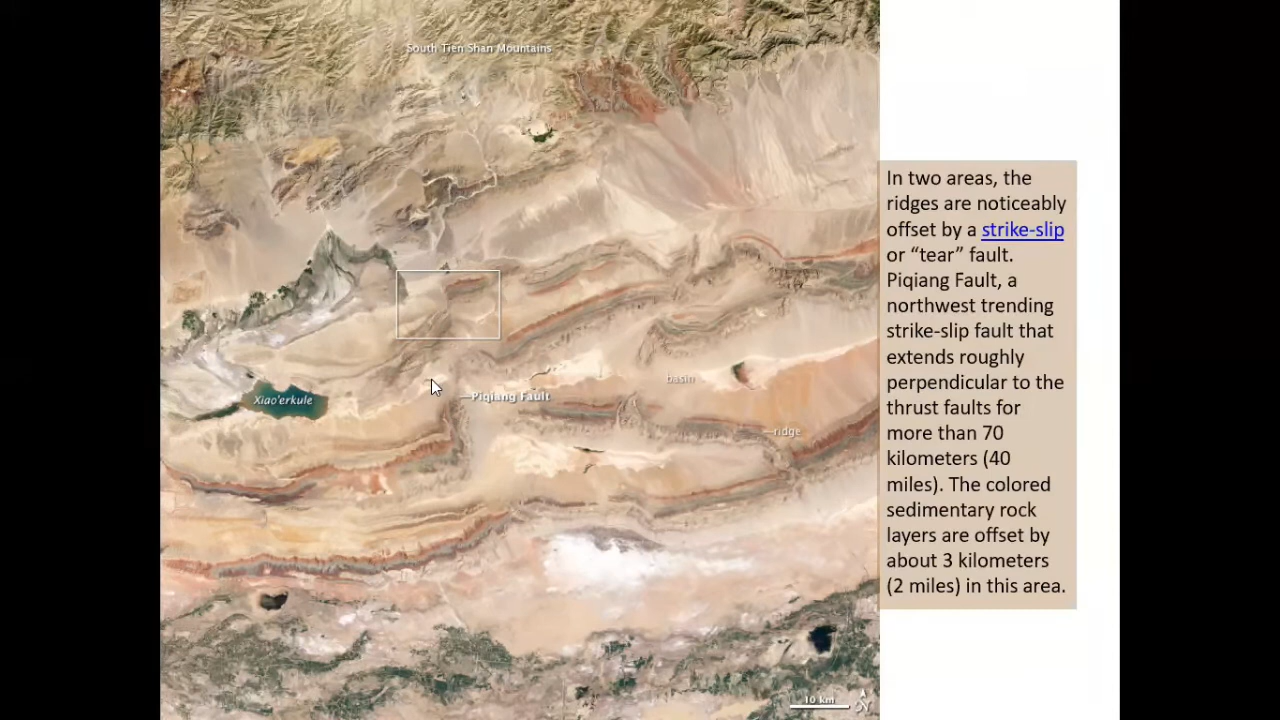 South Tien Shan Mountains
Xiao'erkule
Piqiang Fault
basin
ridge
10 km
N
In two areas, the
ridges are noticeably
offset by a strike-slip
or “tear” fault.
Piqiang Fault, a
northwest trending
strike-slip fault that
extends roughly
perpendicular to the
thrust faults for
more than 70
kilometers (40
miles). The colored
sedimentary rock
layers are offset by
about 3 kilometers
(2 miles) in this area.